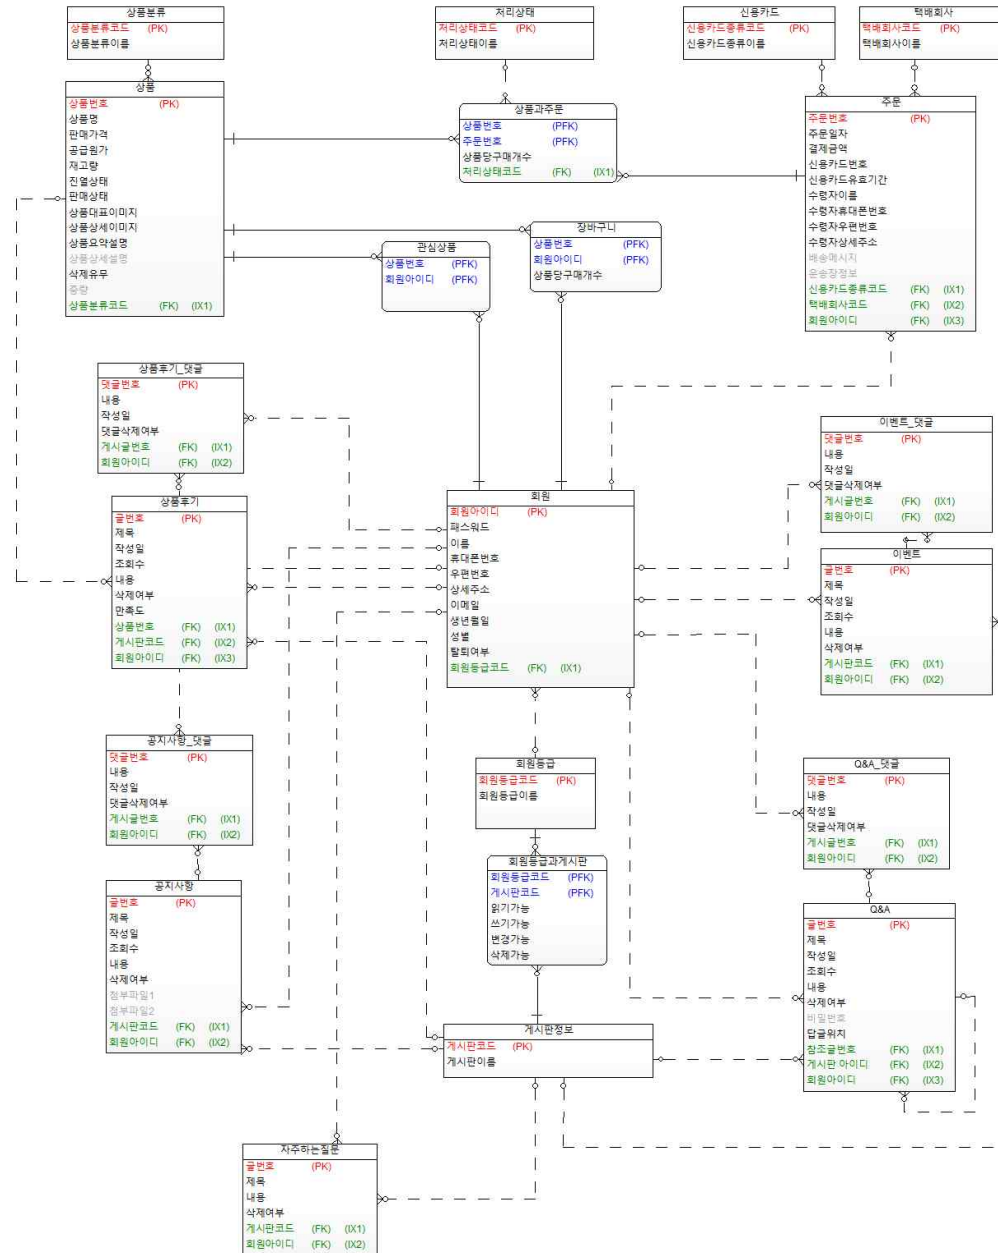 상품분류
상품분류코드 (PK)
상품분류이름
처리상태
처리상태코드 (PK)
처리상태이름
신용카드
신용카드종류코드 (PK)
신용카드종류이름
택배회사
택배회사코드 (PK)
택배회사이름
상품
상품번호 (PK)
상품명
판매가격
공급원가
재고량
진열상태
판매상태
상품대표이미지
상품상세이미지
상품요약설명
상품상세설명
삭제유무
중량
상품분류코드 (FK) (IX1)
상품과주문
상품번호 (PFK)
주문번호 (PFK)
상품당구매개수
처리상태코드 (FK) (IX1)
주문
주문번호 (PK)
주문일자
결제금액
신용카드번호
신용카드유효기간
수령자이름
수령자휴대폰번호
수령자우편번호
수령자상세주소
배송메시지
운송장정보
신용카드종류코드 (FK) (IX1)
택배회사코드 (FK) (IX2)
회원아이디 (FK) (IX3)
관심상품
상품번호 (PFK)
회원아이디 (PFK)
장바구니
상품번호 (PFK)
회원아이디 (PFK)
상품당구매개수
상품후기_댓글
댓글번호 (PK)
내용
작성일
댓글삭제여부
게시글번호 (FK) (IX1)
회원아이디 (FK) (IX2)
상품후기
글번호 (PK)
제목
작성일
조회수
내용
삭제여부
만족도
상품번호 (FK) (IX1)
게시판코드 (FK) (IX2)
회원아이디 (FK) (IX3)
회원
회원아이디 (PK)
패스워드
이름
휴대폰번호
우편번호
상세주소
이메일
생년월일
성별
탈퇴여부
회원등급코드 (FK) (IX1)
이벤트_댓글
댓글번호 (PK)
내용
작성일
댓글삭제여부
게시글번호 (FK) (IX1)
회원아이디 (FK) (IX2)
이벤트
글번호 (PK)
제목
작성일
조회수
내용
삭제여부
게시판코드 (FK) (IX1)
회원아이디 (FK) (IX2)
공지사항_댓글
댓글번호 (PK)
내용
작성일
댓글삭제여부
게시글번호 (FK) (IX1)
회원아이디 (FK) (IX2)
공지사항
글번호 (PK)
제목
작성일
조회수
내용
삭제여부
첨부파일1
첨부파일2
게시판코드 (FK) (IX1)
회원아이디 (FK) (IX2)
회원등급
회원등급코드 (PK)
회원등급이름
회원등급과게시판
회원등급코드 (PFK)
게시판코드 (PFK)
읽기가능
쓰기가능
변경가능
삭제가능
게시판정보
게시판코드 (PK)
게시판이름
Q&A_댓글
댓글번호 (PK)
내용
작성일
댓글삭제여부
게시글번호 (FK) (IX1)
회원아이디 (FK) (IX2)
Q&A
글번호 (PK)
제목
작성일
조회수
내용
삭제여부
비밀번호
답글위치
참조글번호 (FK) (IX1)
게시판 아이디 (FK) (IX2)
회원아이디 (FK) (IX3)
자주하는질문
글번호 (PK)
제목
내용
삭제여부
게시판코드 (FK) (IX1)
회원아이디 (FK) (IX2)